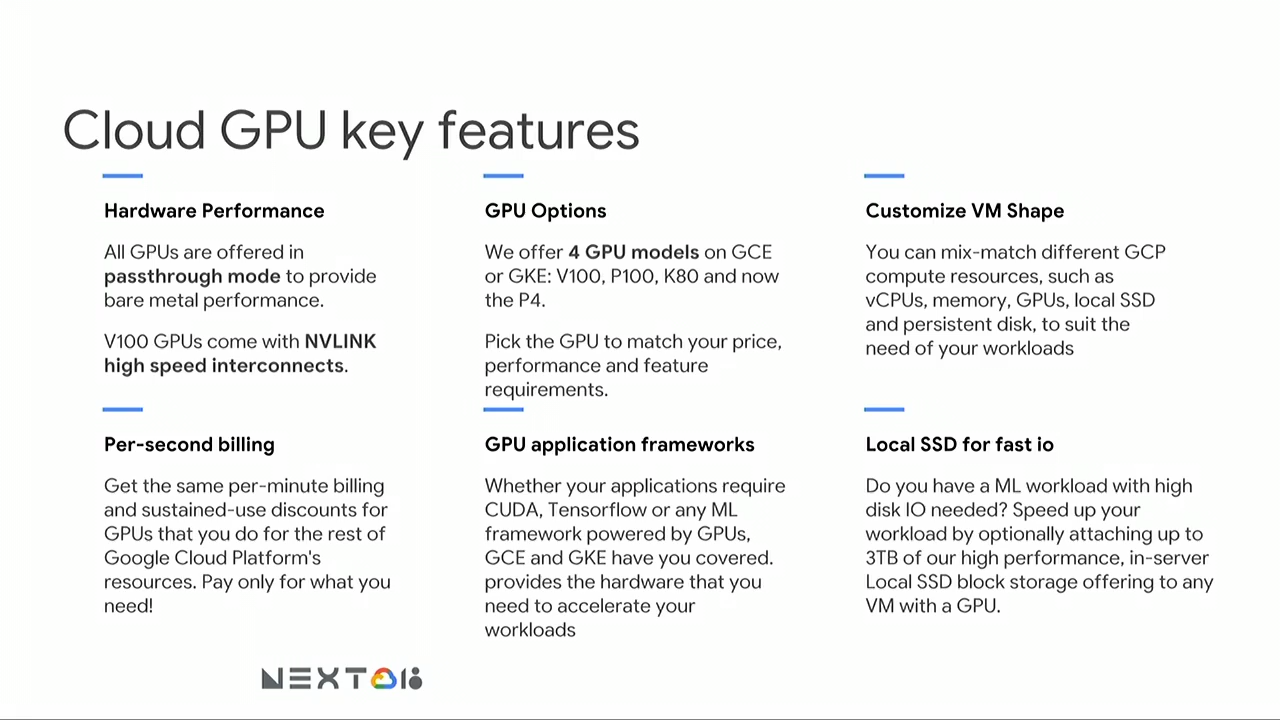 Cloud GPU key features
Hardware Performance
All GPUs are offered in
passthrough mode to provide
bare metal performance.
V100 GPUs come with NVLINK
high speed interconnects.
GPU Options
We offer 4 GPU models on GCE
or GKE: V100, P100, K80 and now
the P4.
Pick the GPU to match your price,
performance and feature
requirements.
Customize VM Shape
You can mix-match different GCP
compute resources, such as
vCPUs, memory, GPUs, local SSD
and persistent disk, to suit the
need of your workloads
Per-second billing
Get the same per-minute billing
and sustained-use discounts for
GPUs that you do for the rest of
Google Cloud Platform's
resources. Pay only for what you
need!
GPU application frameworks
Whether your applications require
CUDA, Tensorflow or any ML
framework powered by GPUs,
GCE and GKE have you covered.
provides the hardware that you
need to accelerate your
workloads
Local SSD for fast io
Do you have a ML workload with high
disk IO needed? Speed up your
workload by optionally attaching up to
3TB of our high performance, in-server
Local SSD block storage offering to any
VM with a GPU.
NEXT 18